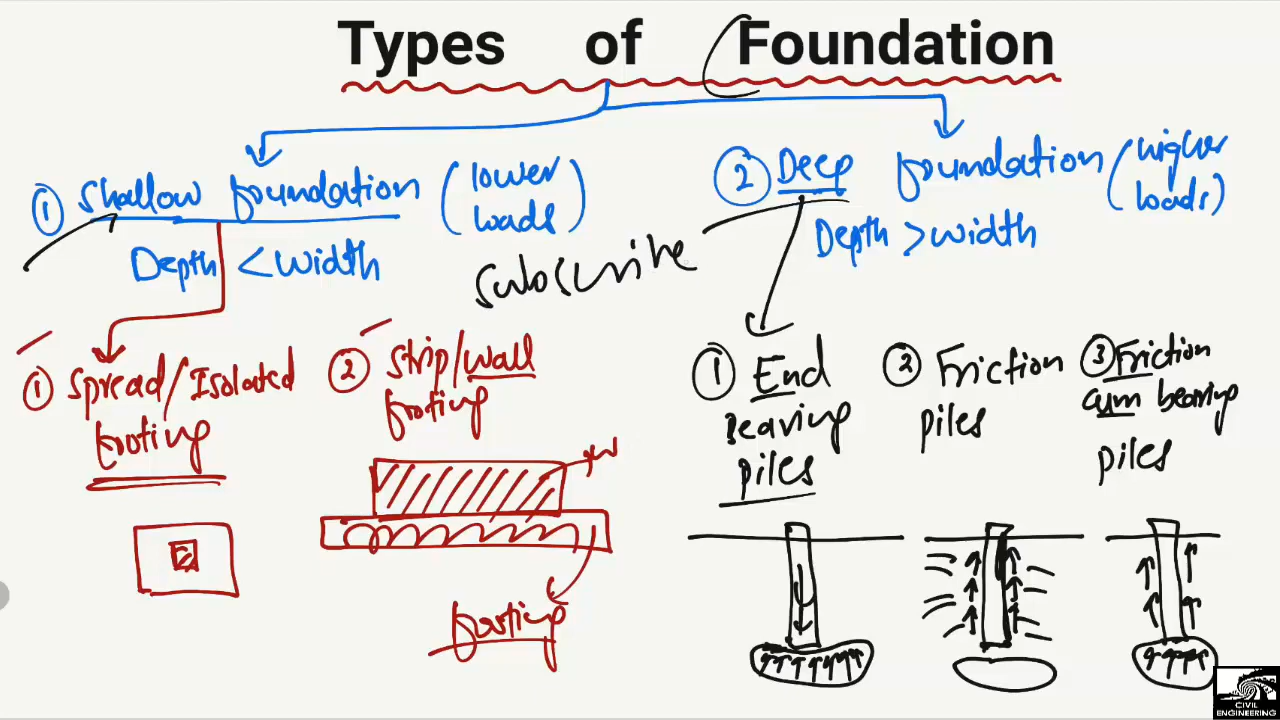 Types of Foundation
① Shallow foundation (lower loads)
Depth < width
② Deep foundation (higher loads)
Depth > width
Subscribe
① Spread/Isolated
footing
② Strip/wall
footing
w
footing
① End
Bearing
piles
② Friction
piles
③ Friction
cum bearing
piles
CIVIL
ENGINEERING